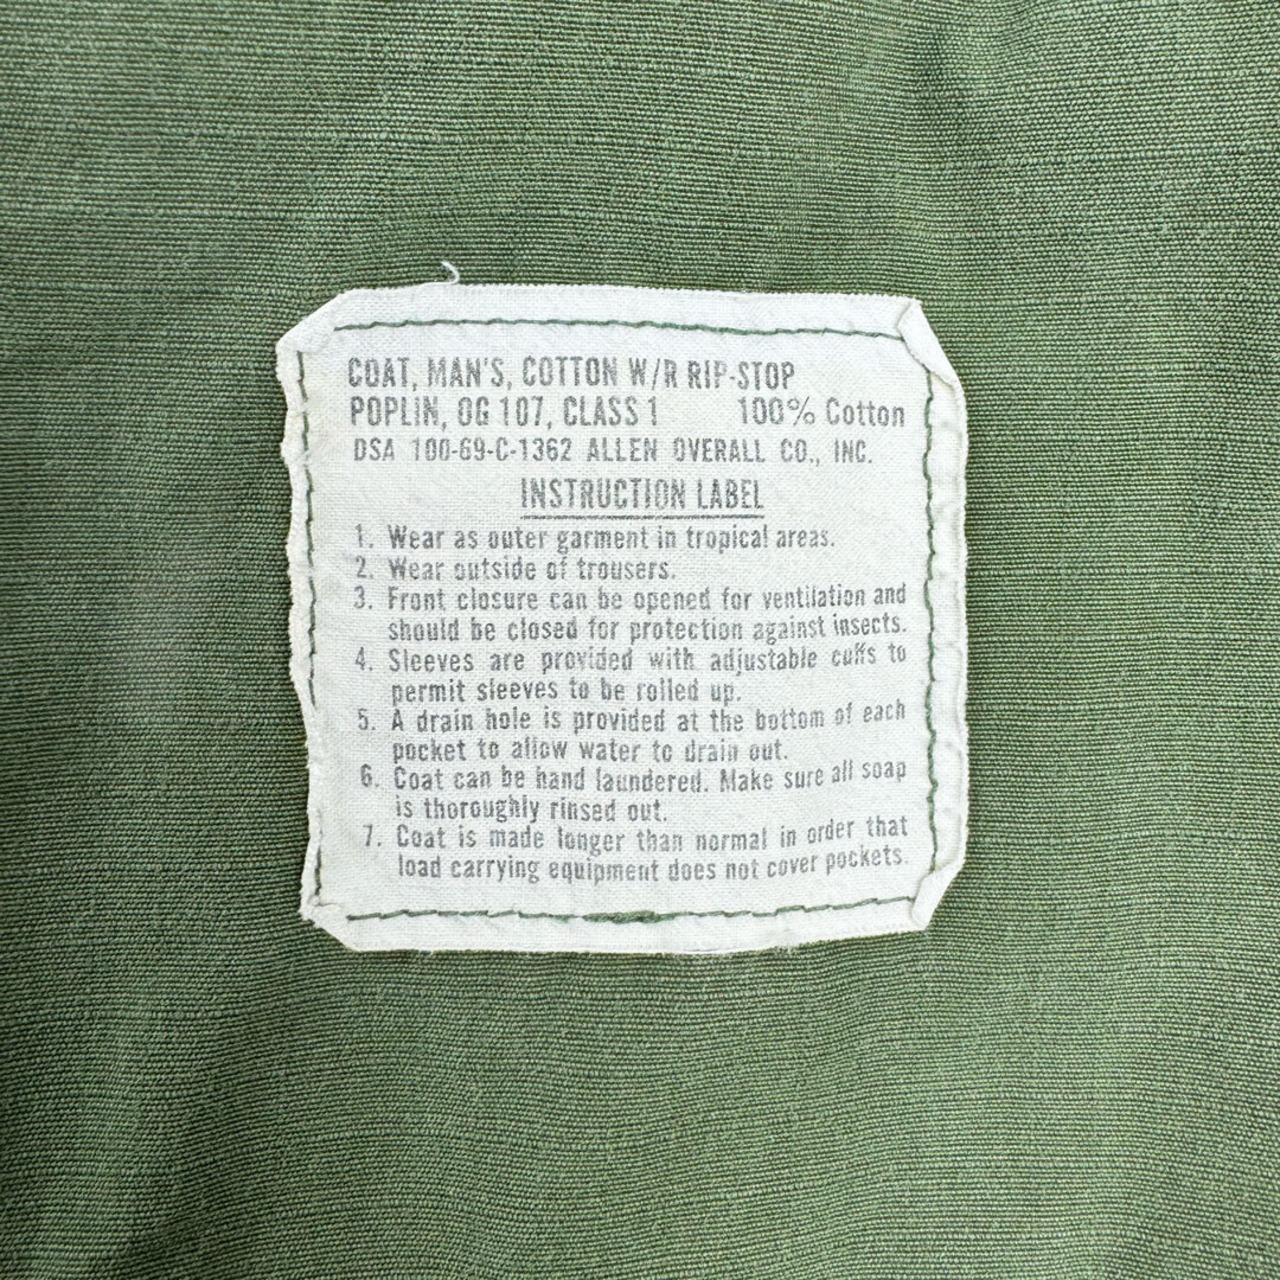 COAT, MAN'S, COTTON W/R RIP-STOP
POPLIN, OG 107, CLASS 1 100% Cotton
DSA 100-69-C-1362 ALLEN OVERALL CO., INC.
INSTRUCTION LABEL
1. Wear as outer garment in tropical areas.
2. Wear outside of trousers.
3. Front closure can be opened for ventilation and
should be closed for protection against insects.
4. Sleeves are provided with adjustable cuffs to
permit sleeves to be rolled up.
5. A drain hole is provided at the bottom of each
pocket to allow water to drain out.
6. Coat can be hand laundered. Make sure all soap
is thoroughly rinsed out.
7. Coat is made longer than normal in order that
load carrying equipment does not cover pockets.